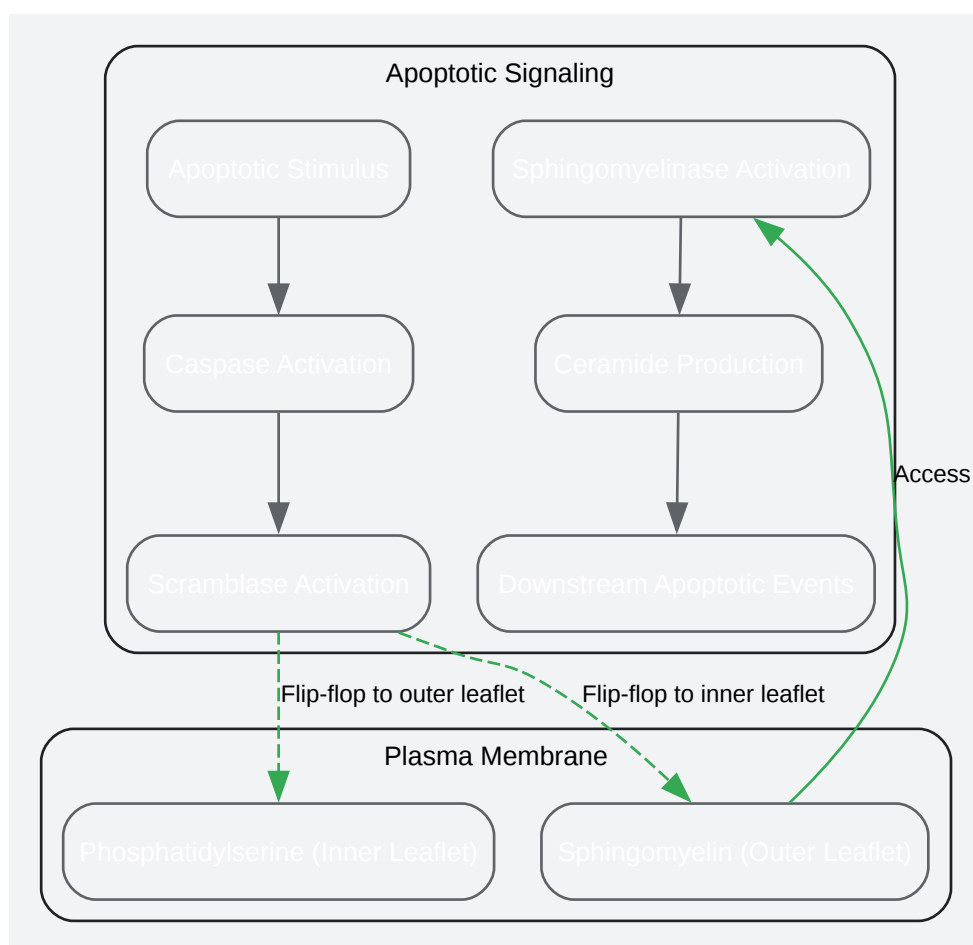 Apoptotic Signaling
Apoptotic Stimulus
Sphingomyelinase Activation
Caspase Activation
Ceramide Production
Access
Scramblase Activation
Downstream Apoptotic Events
Flip-flop to outer leaflet
Flip-flop to inner leaflet
Plasma Membrane
Phosphatidylserine (Inner Leaflet)
Sphingomyelin (Outer Leaflet)